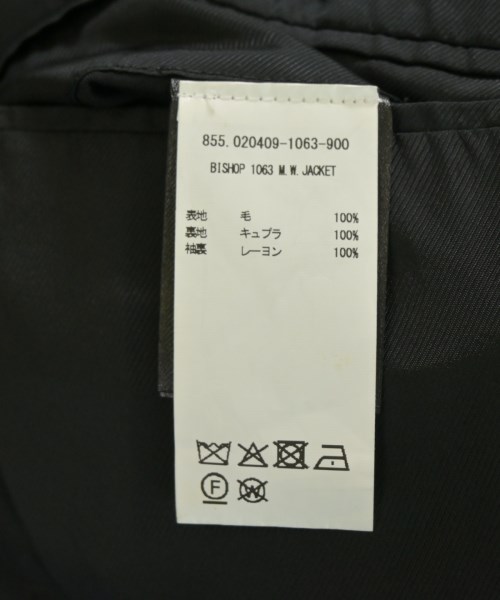 855.020409-1063-900
BISHOP 1063 M.W.JACKET
表地 毛 100%
裏地 キュプラ 100%
袖裏 レーヨン 100%
F
W